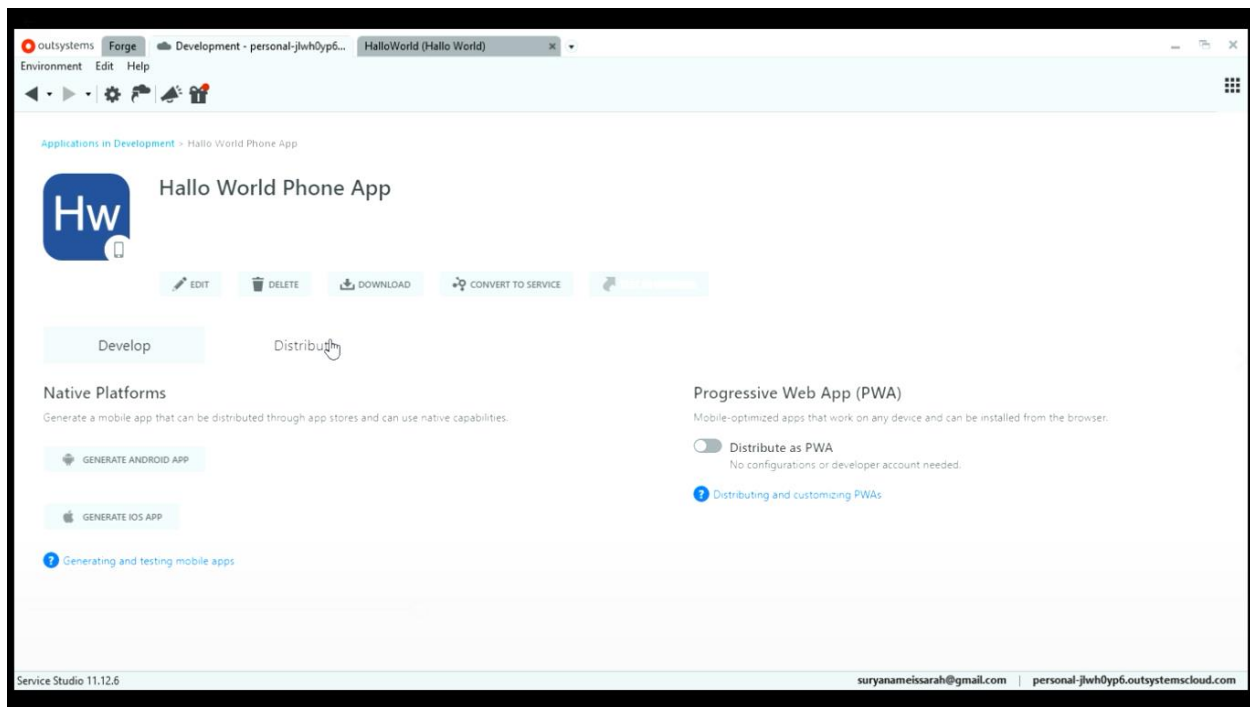 outsystems Forge Development - personal-jlwh0yp6... HalloWorld (Hallo World)
Environment Edit Help
Applications in Development > Hallo World Phone App
Hw
Hallo World Phone App
EDIT DELETE DOWNLOAD CONVERT TO SERVICE
Develop Distribute
Native Platforms
Generate a mobile app that can be distributed through app stores and can use native capabilities.
GENERATE ANDROID APP
GENERATE IOS APP
? Generating and testing mobile apps
Progressive Web App (PWA)
Mobile-optimized apps that work on any device and can be installed from the browser.
Distribute as PWA
No configurations or developer account needed.
? Distributing and customizing PWAs
Service Studio 11.12.6
suryanameissarah@gmail.com | personal-jlwh0yp6.outsystemscloud.com